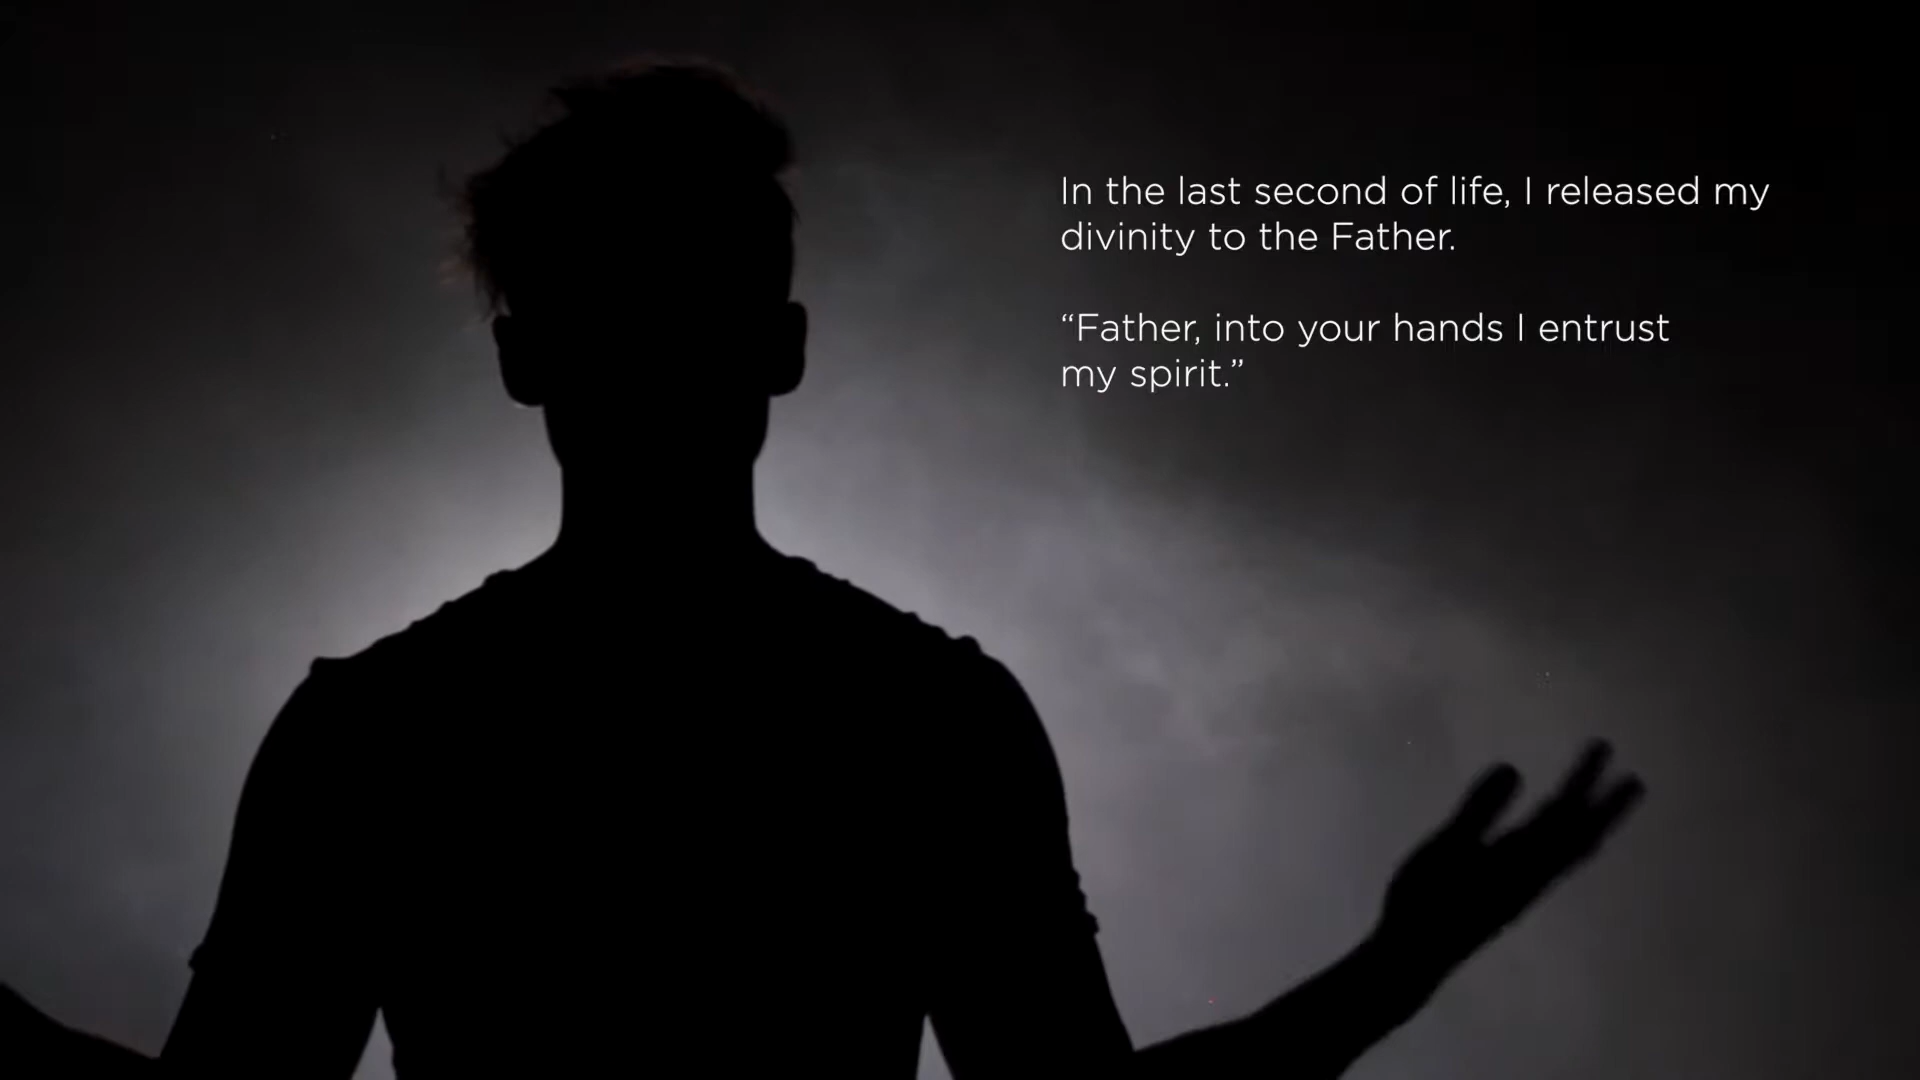 In the last second of life, I released my
divinity to the Father.
“Father, into your hands I entrust
my spirit.”